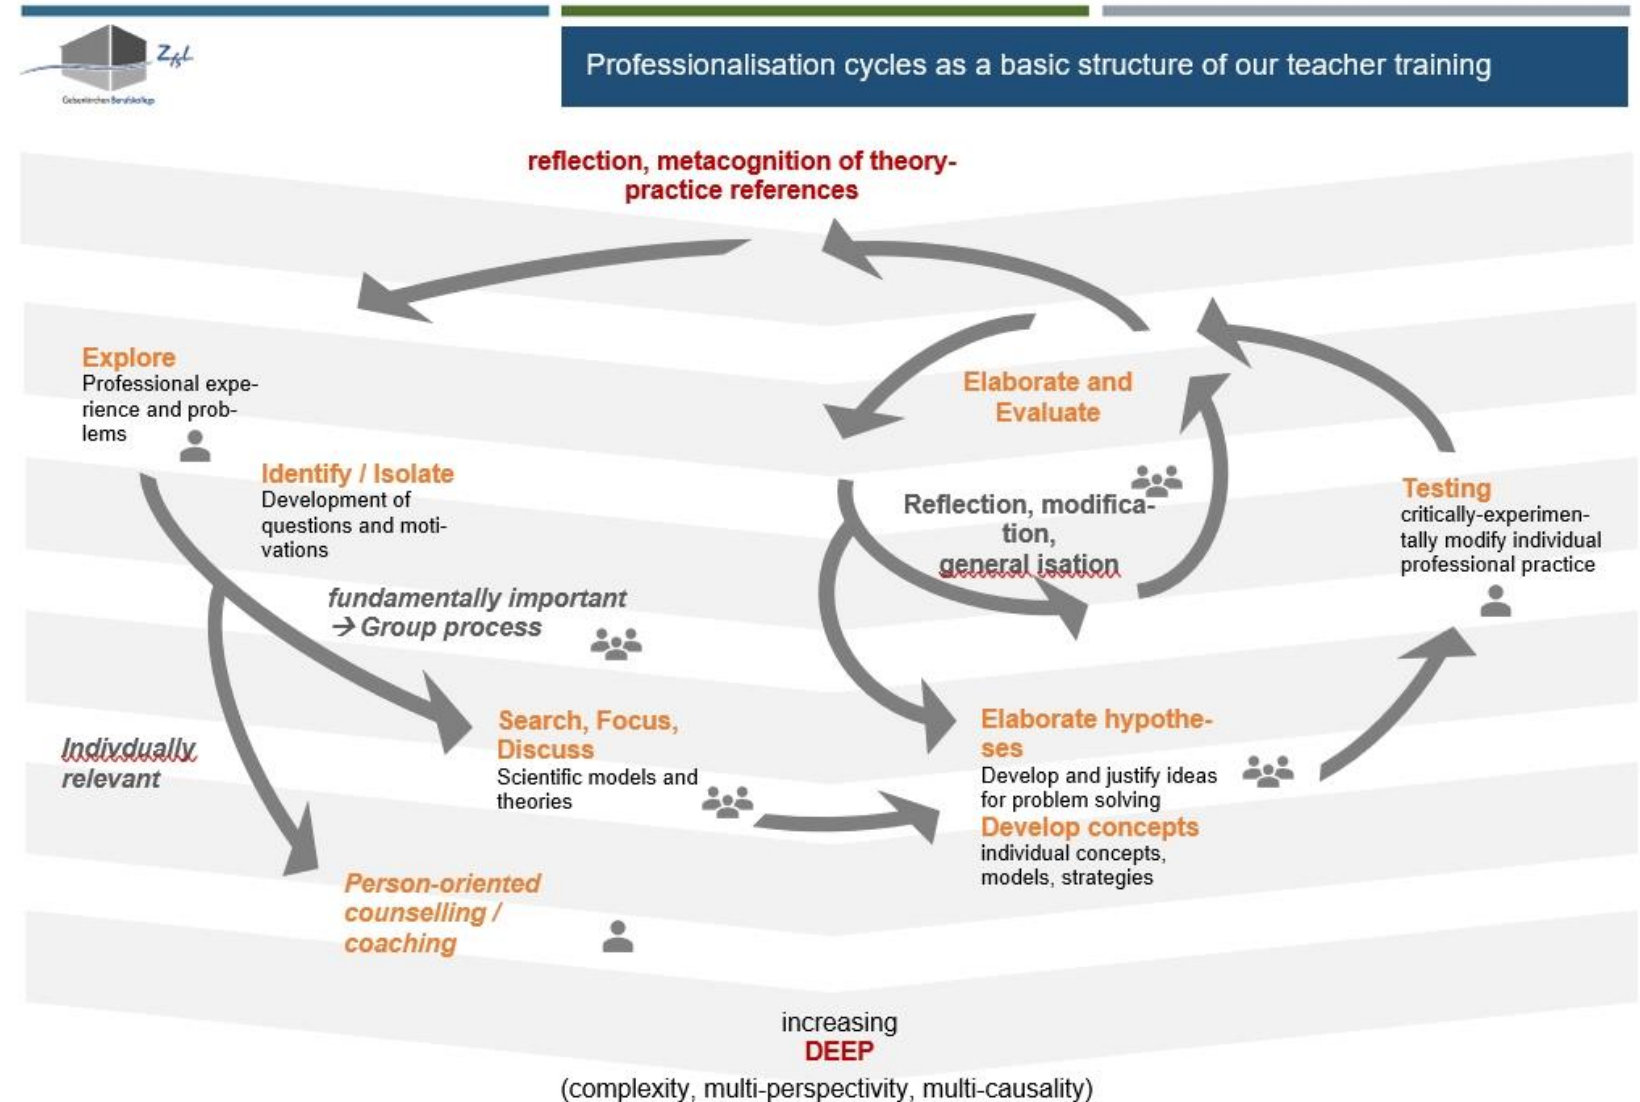 ZfsL
Gelsenkirchen Berufskollegs
Professionalisation cycles as a basic structure of our teacher training
reflection, metacognition of theory-
practice references
Explore
Professional expe-
rience and prob-
lems
Identify / Isolate
Development of
questions and moti-
vations
fundamentally important
→ Group process
Indivdually
relevant
Search, Focus,
Discuss
Scientific models and
theories
Person-oriented
counselling /
coaching
Elaborate and
Evaluate
Reflection, modifica-
tion,
general isation
Elaborate hypothe-
ses
Develop and justify ideas
for problem solving
Develop concepts
individual concepts,
models, strategies
Testing
critically-experimen-
tally modify individual
professional practice
increasing
DEEP
(complexity, multi-perspectivity, multi-causality)